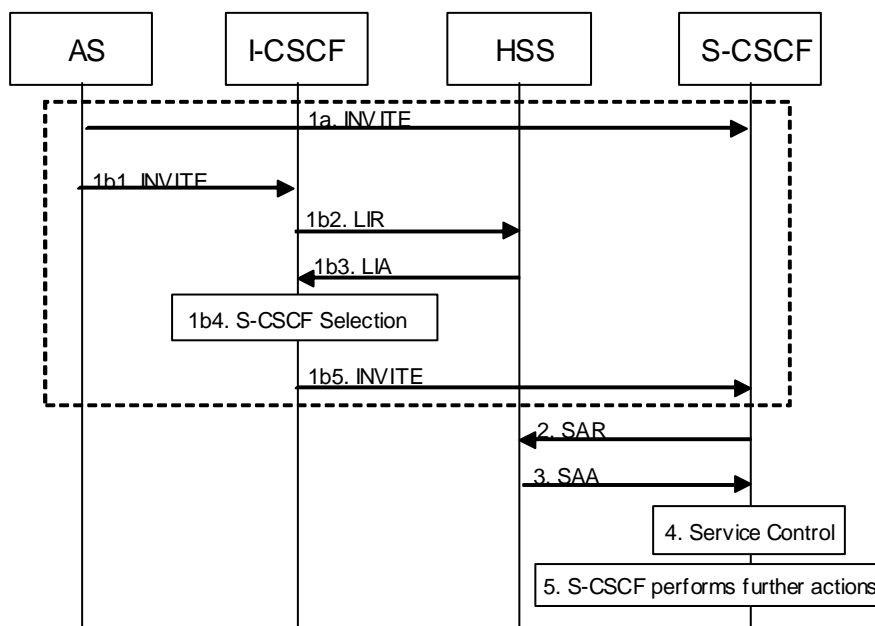 AS
I-CSCF
HSS
S-CSCF
1a. INVITE
1b1. INVITE
1b2. LIR
1b3. LIA
1b4. S-CSCF Selection
1b5. INVITE
2. SAR
3. SAA
4. Service Control
5. S-CSCF performs further actions